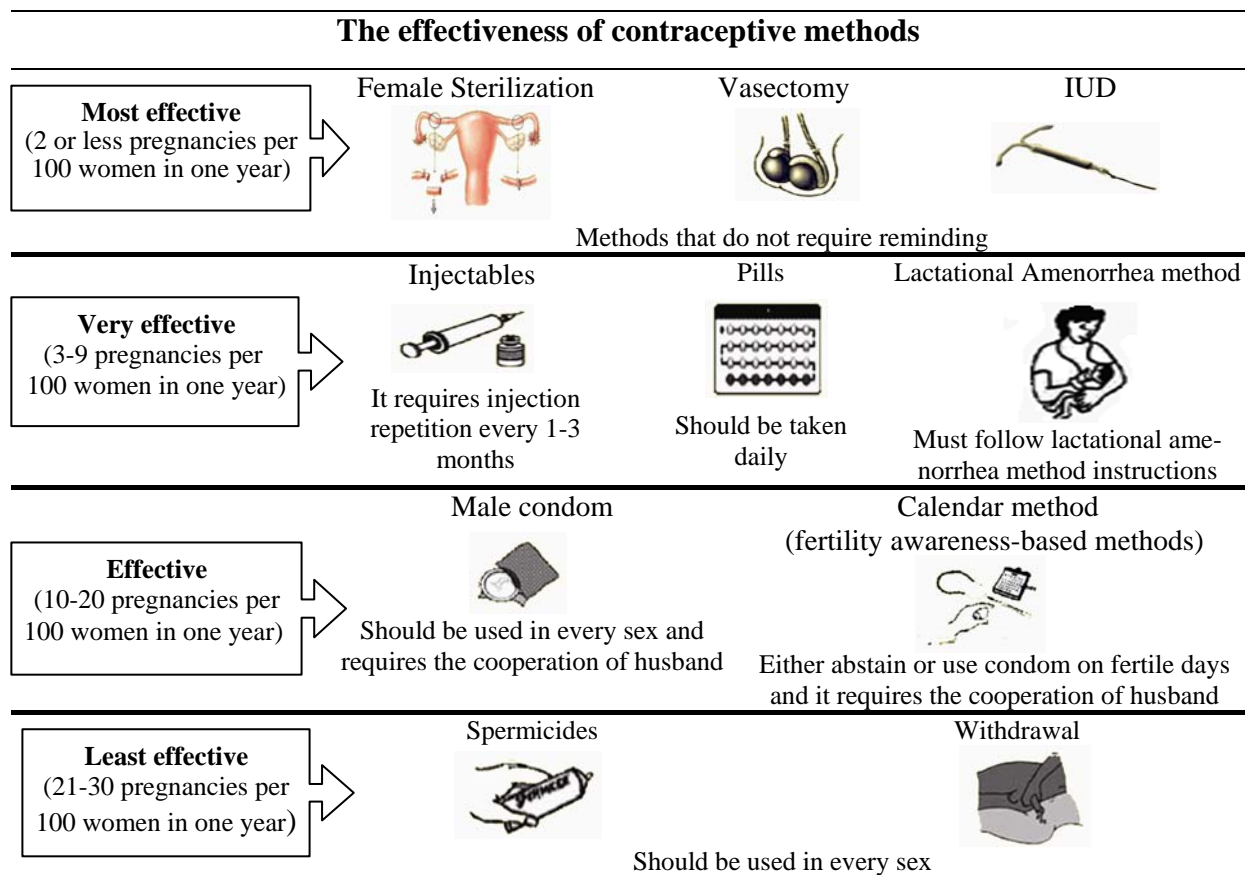 The effectiveness of contraceptive methods
Most effective
(2 or less pregnancies per
100 women in one year)
Female Sterilization
Vasectomy
IUD
Methods that do not require reminding
Very effective
(3-9 pregnancies per
100 women in one year)
Injectables
It requires injection
repetition every 1-3
months
Pills
Should be taken
daily
Lactational Amenorrhea method
Must follow lactational ame-
norrhea method instructions
Effective
(10-20 pregnancies per
100 women in one year)
Male condom
Should be used in every sex and
requires the cooperation of husband
Calendar method
(fertility awareness-based methods)
Either abstain or use condom on fertile days
and it requires the cooperation of husband
Least effective
(21-30 pregnancies per
100 women in one year)
Spermicides
Withdrawal
Should be used in every sex